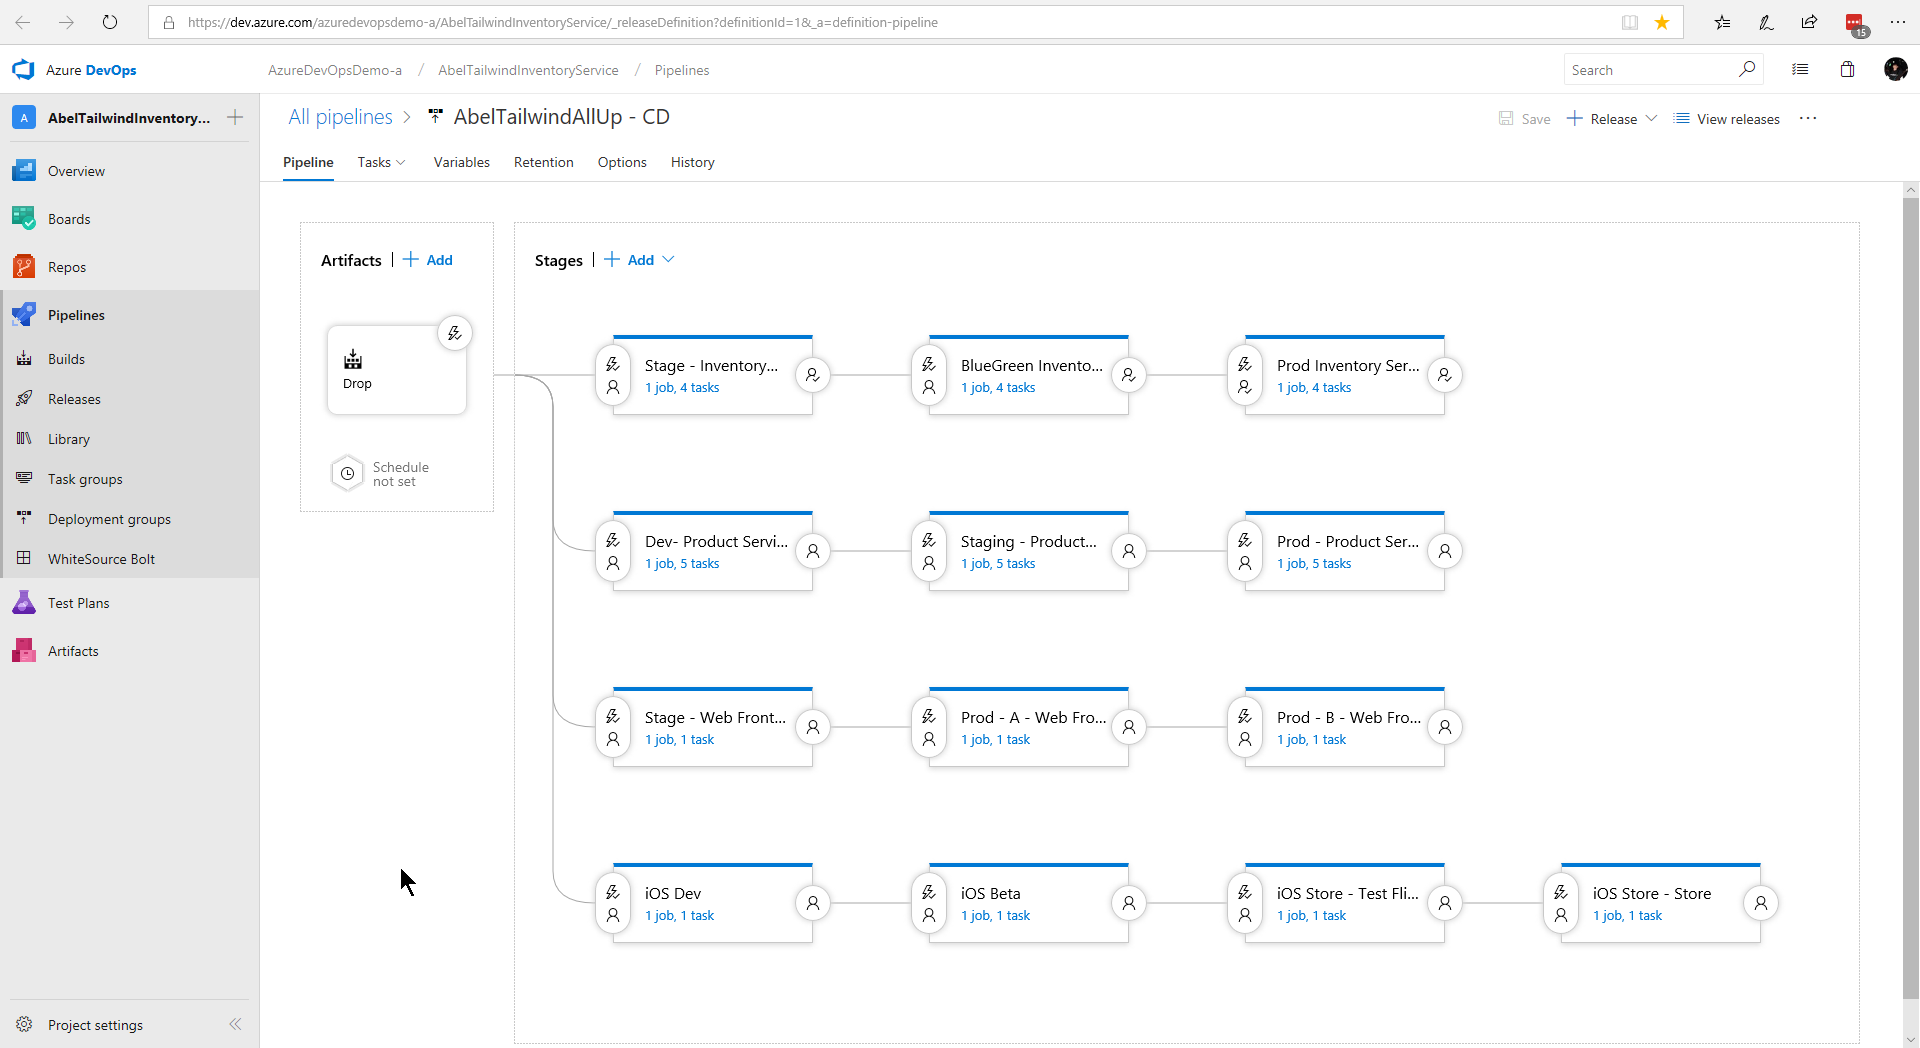 https://dev.azure.com/azuredevopsdemo-a/AbelTailwindInventoryService/_releaseDefinition?definitionId=1&_a=definition-pipeline
15
Azure DevOps
AzureDevOpsDemo-a / AbelTailwindInventoryService / Pipelines
Search
A
AbelTailwindInventory...
Overview
Boards
Repos
Pipelines
Builds
Releases
Library
Task groups
Deployment groups
WhiteSource Bolt
Test Plans
Artifacts
Project settings
All pipelines > AbelTailwindAllUp - CD
Save
Release
View releases
Pipeline
Tasks
Variables
Retention
Options
History
Artifacts | + Add
Drop
Schedule
not set
Stages | + Add
Stage - Inventory...
1 job, 4 tasks
BlueGreen Invento...
1 job, 4 tasks
Prod Inventory Ser...
1 job, 4 tasks
Dev- Product Servi...
1 job, 5 tasks
Staging - Product...
1 job, 5 tasks
Prod - Product Ser...
1 job, 5 tasks
Stage - Web Front...
1 job, 1 task
Prod - A - Web Fro...
1 job, 1 task
Prod - B - Web Fro...
1 job, 1 task
iOS Dev
1 job, 1 task
iOS Beta
1 job, 1 task
iOS Store - Test Fli...
1 job, 1 task
iOS Store - Store
1 job, 1 task